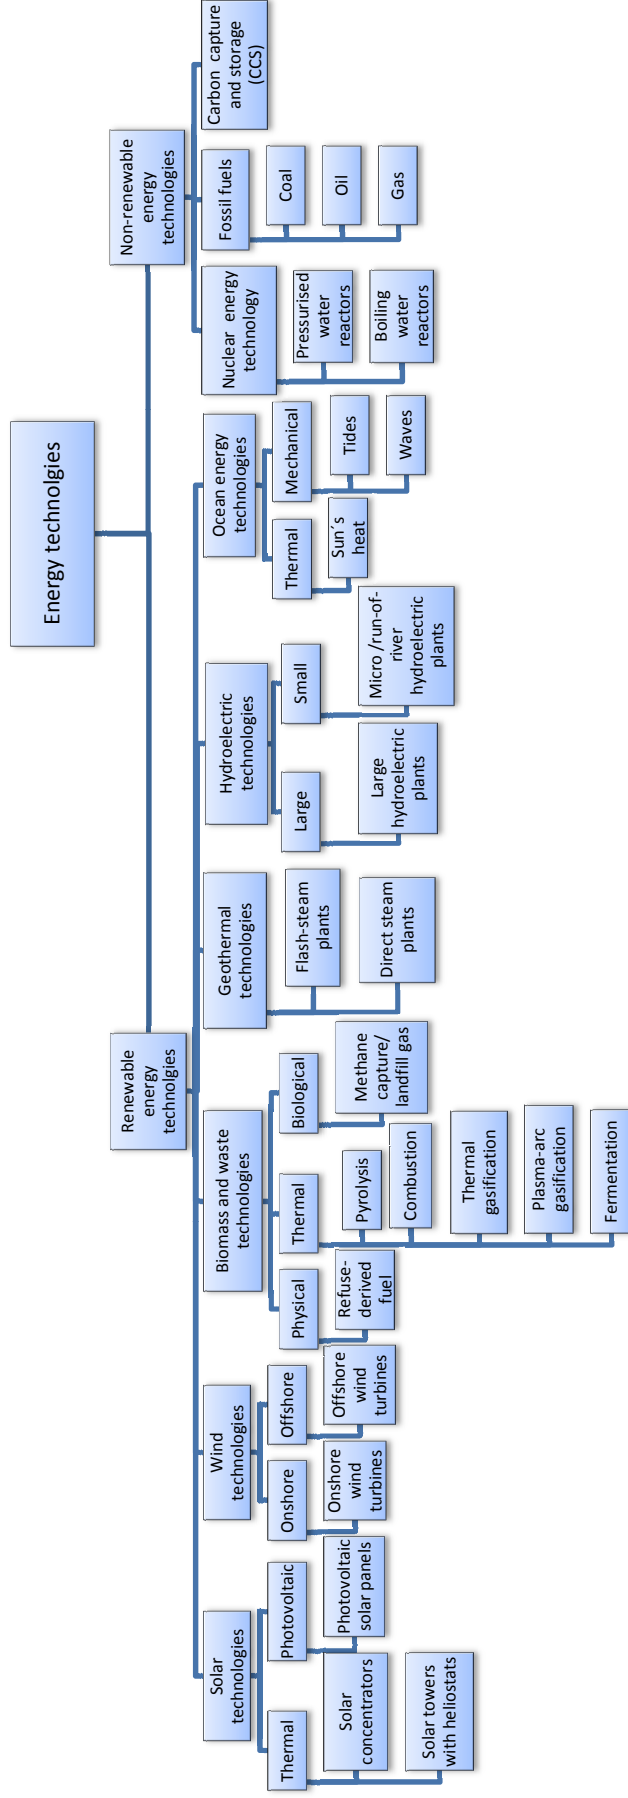 Energy technolgies
Renewable
energy
technolgies
Non-renewable
energy
technologies
Solar
technologies
Wind
technologies
Biomass and waste
technologies
Geothermal
technologies
Hydroelectric
technologies
Ocean energy
technologies
Nuclear energy
technology
Fossil fuels
Carbon capture
and storage
(CCS)
Thermal
Solar
concentrators
Solar towers
with heliostats
Photovoltaic
Photovoltaic
solar panels
Onshore
Onshore
wind
turbines
Offshore
Offshore
wind
turbines
Physical
Refuse-
derived
fuel
Thermal
Pyrolysis
Combustion
Thermal
gasification
Plasma-arc
gasification
Fermentation
Biological
Methane
capture/
landfill gas
Flash-steam
plants
Direct steam
plants
Large
Large
hydroelectric
plants
Small
Micro /run-of-
river
hydroelectric
plants
Thermal
Sun´s
heat
Mechanical
Tides
Waves
Pressurised
water
reactors
Boiling
water
reactors
Coal
Oil
Gas